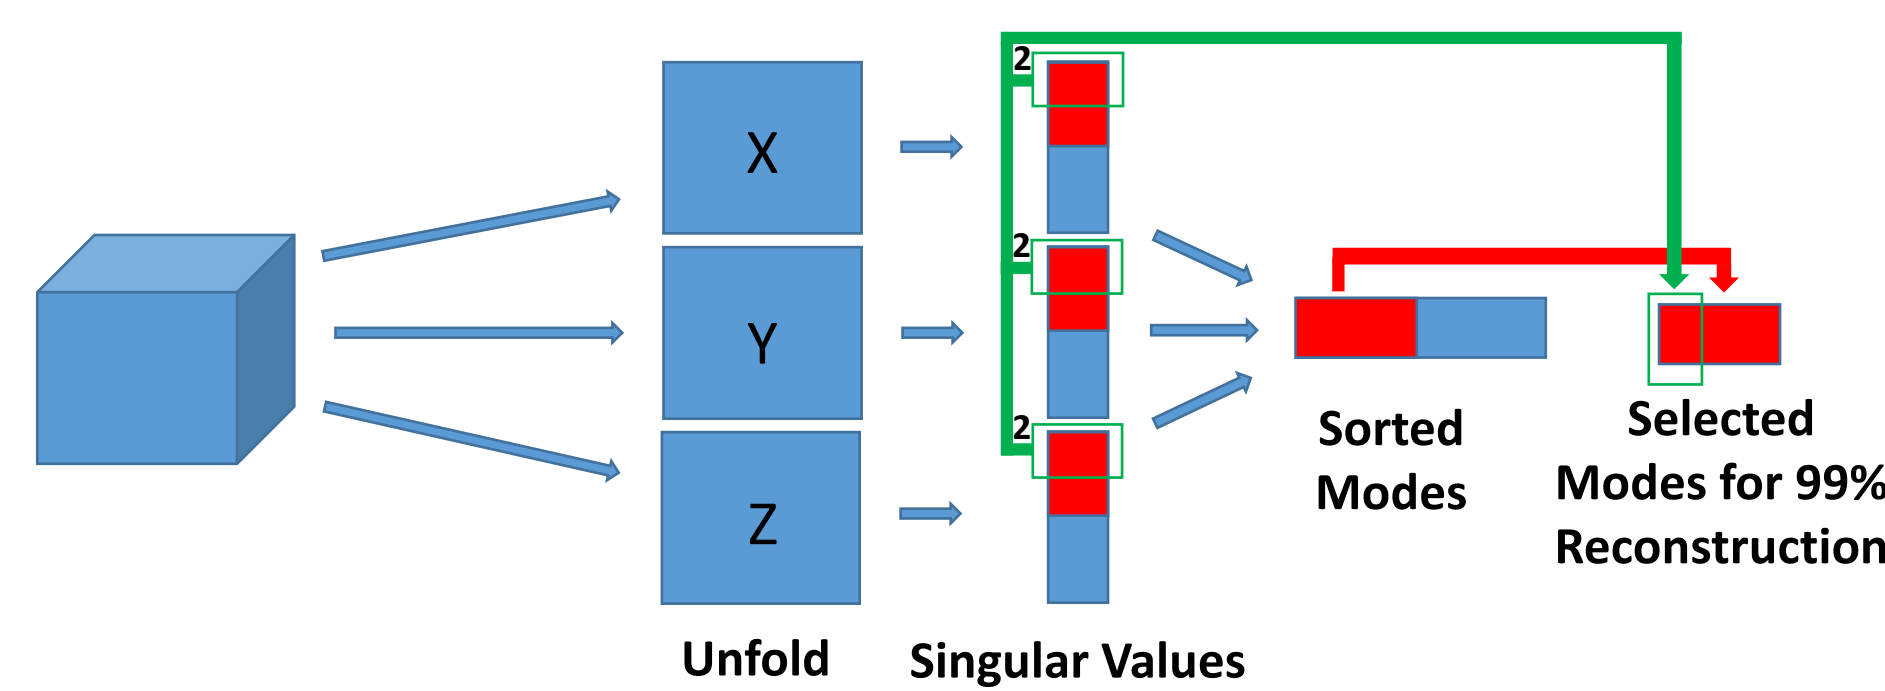 2
X
2
Y
2
Z
Unfold
Singular Values
Sorted
Modes
Selected
Modes for 99%
Reconstruction